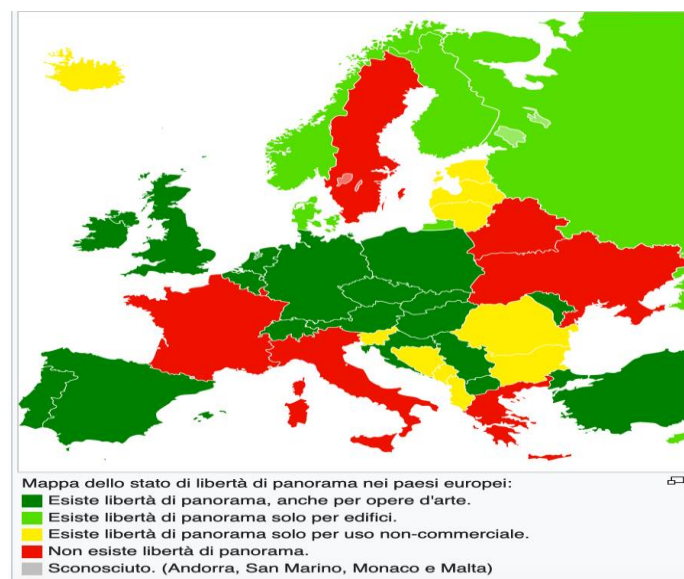 Mappa dello stato di libertà di panorama nei paesi europei:
Esiste libertà di panorama, anche per opere d'arte.
Esiste libertà di panorama solo per edifici.
Esiste libertà di panorama solo per uso non-commerciale.
Non esiste libertà di panorama.
Sconosciuto. (Andorra, San Marino, Monaco e Malta)